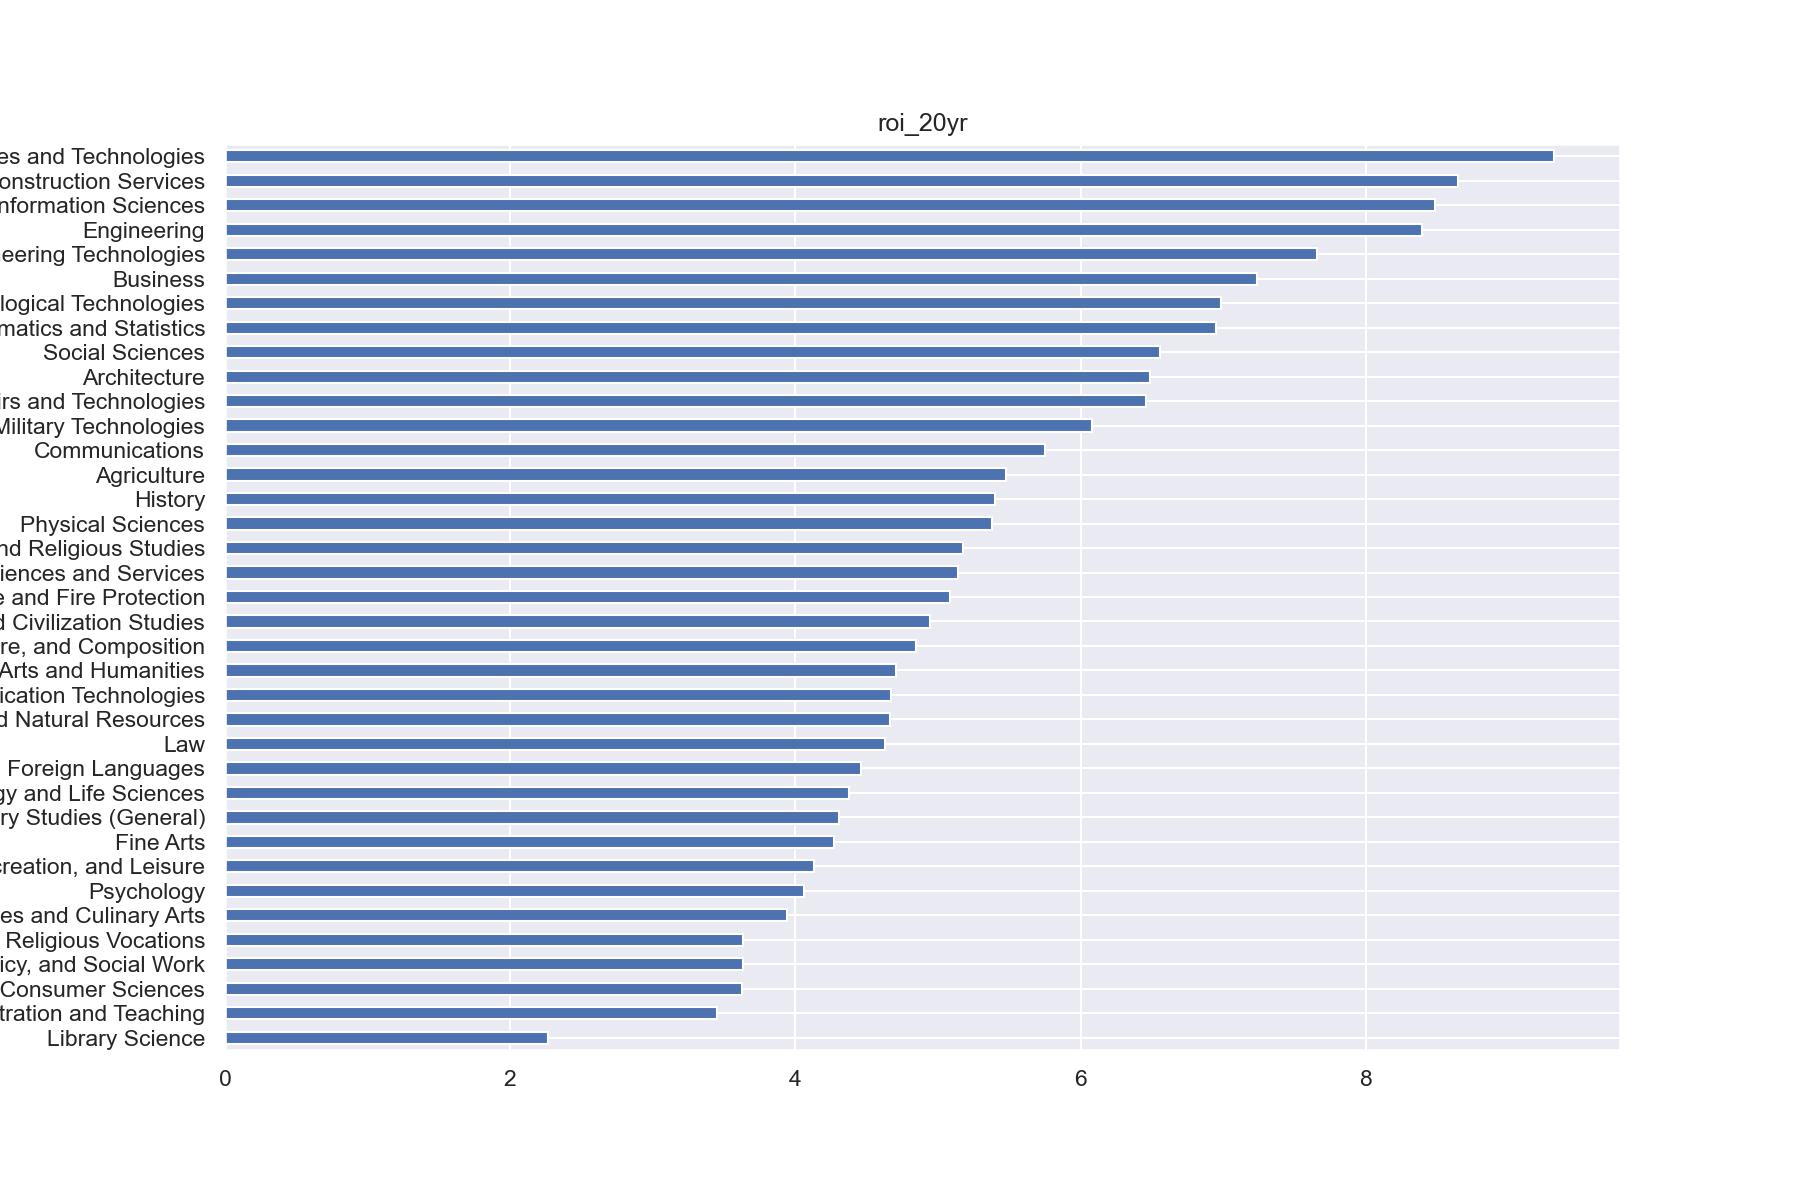 roi_20yr
es and Technologies
onstruction Services
nformation Sciences
Engineering
eering Technologies
Business
logical Technologies
matics and Statistics
Social Sciences
Architecture
irs and Technologies
Military Technologies
Communications
Agriculture
History
Physical Sciences
nd Religious Studies
iences and Services
e and Fire Protection
d Civilization Studies
re, and Composition
Arts and Humanities
ication Technologies
d Natural Resources
Law
Foreign Languages
gy and Life Sciences
ry Studies (General)
Fine Arts
creation, and Leisure
Psychology
es and Culinary Arts
Religious Vocations
icy, and Social Work
Consumer Sciences
tration and Teaching
Library Science
0 2 4 6 8